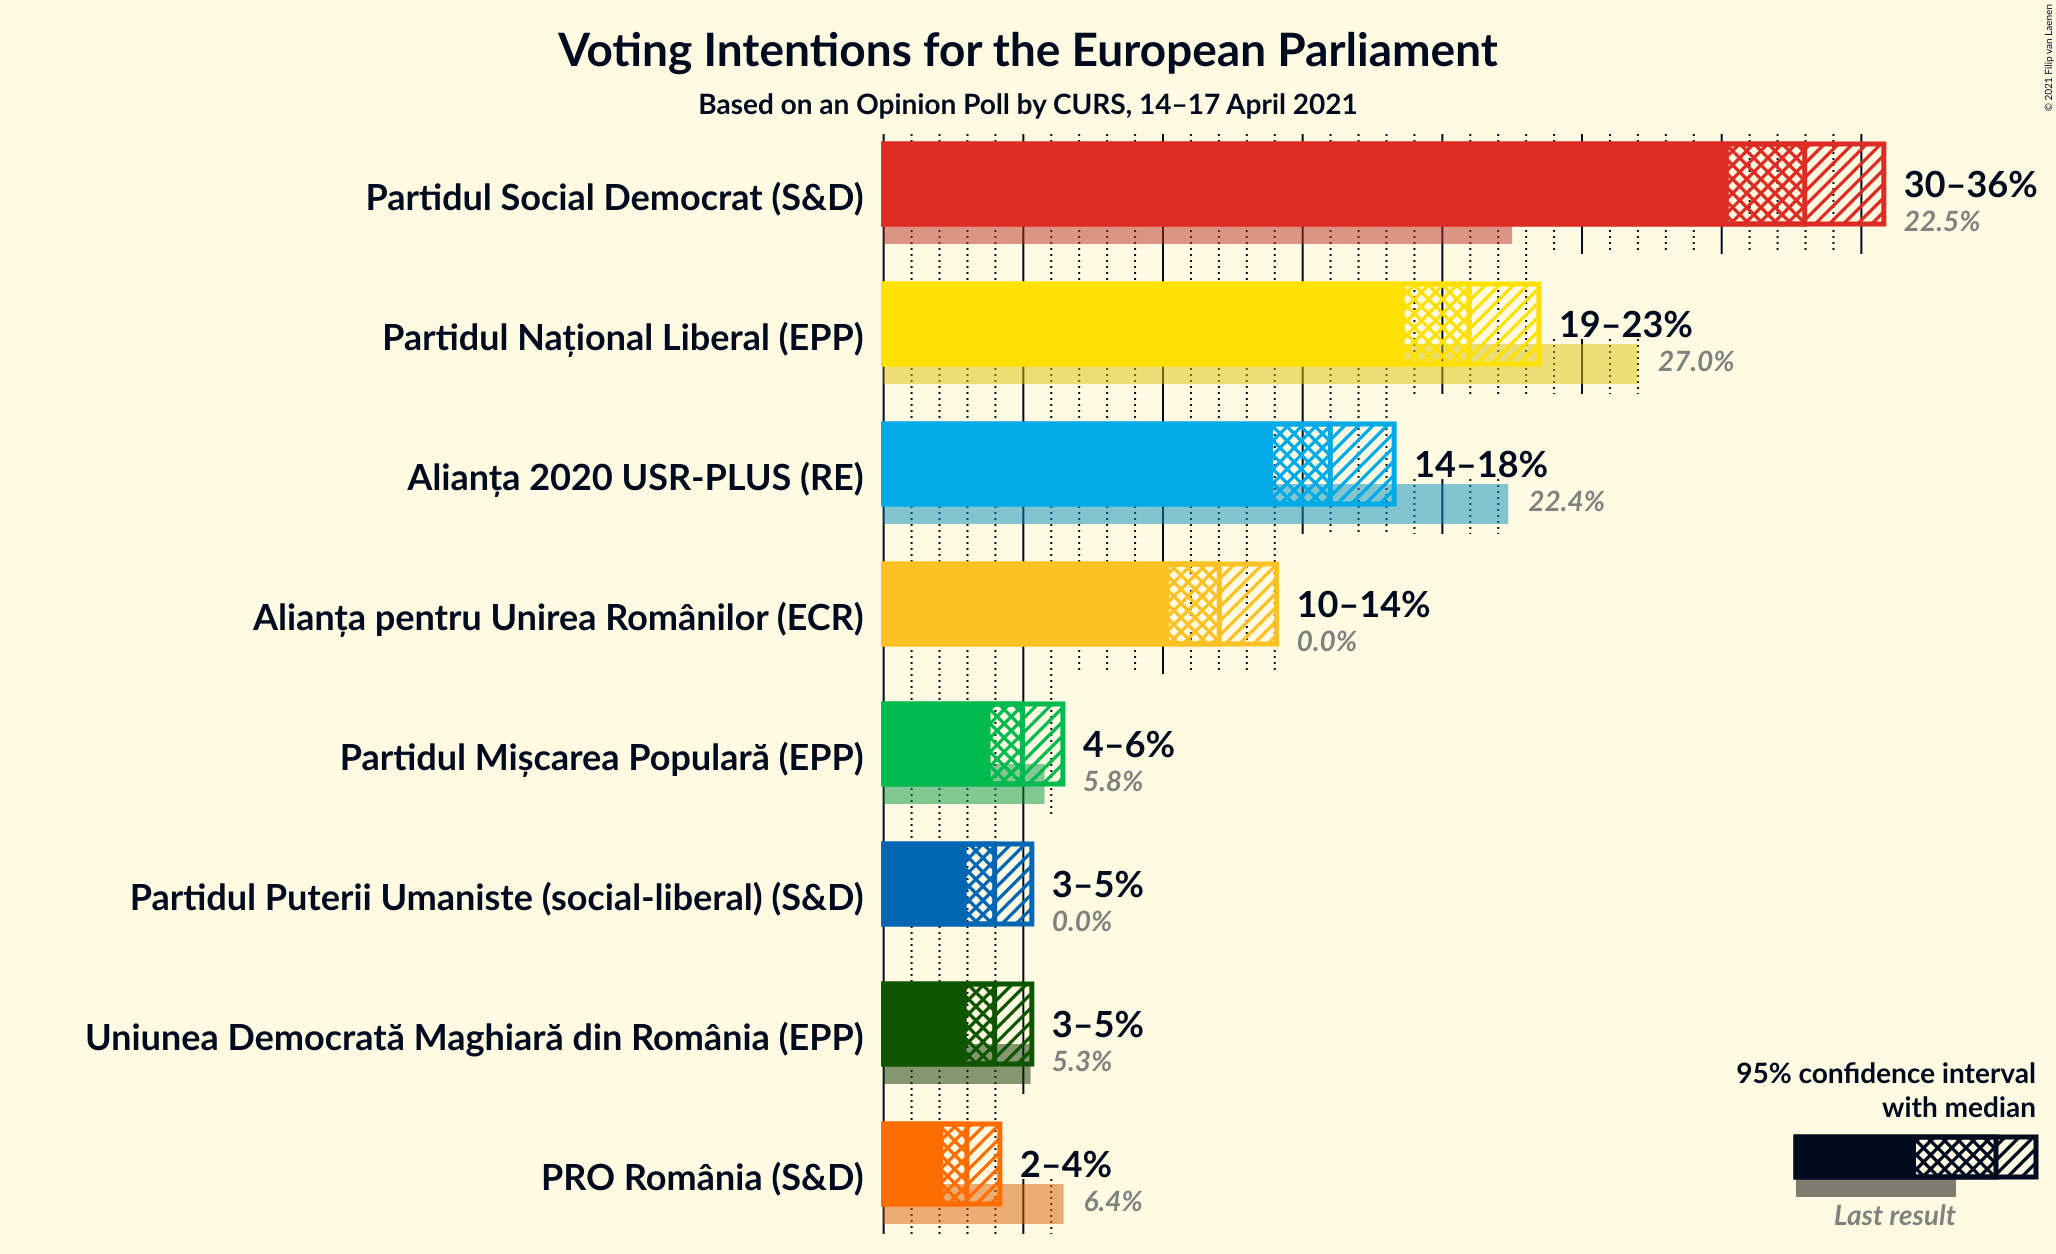 Voting Intentions for the European Parliament
Based on an Opinion Poll by CURS, 14–17 April 2021
© 2021 Filip van Laenen
Partidul Social Democrat (S&D)
30–36%
22.5%
Partidul Național Liberal (EPP)
19–23%
27.0%
Alianța 2020 USR-PLUS (RE)
14–18%
22.4%
Alianța pentru Unirea Românilor (ECR)
10–14%
0.0%
Partidul Mișcarea Populară (EPP)
4–6%
5.8%
Partidul Puterii Umaniste (social-liberal) (S&D)
3–5%
0.0%
Uniunea Democrată Maghiară din România (EPP)
3–5%
5.3%
PRO România (S&D)
2–4%
6.4%
95% confidence interval
with median
Last result